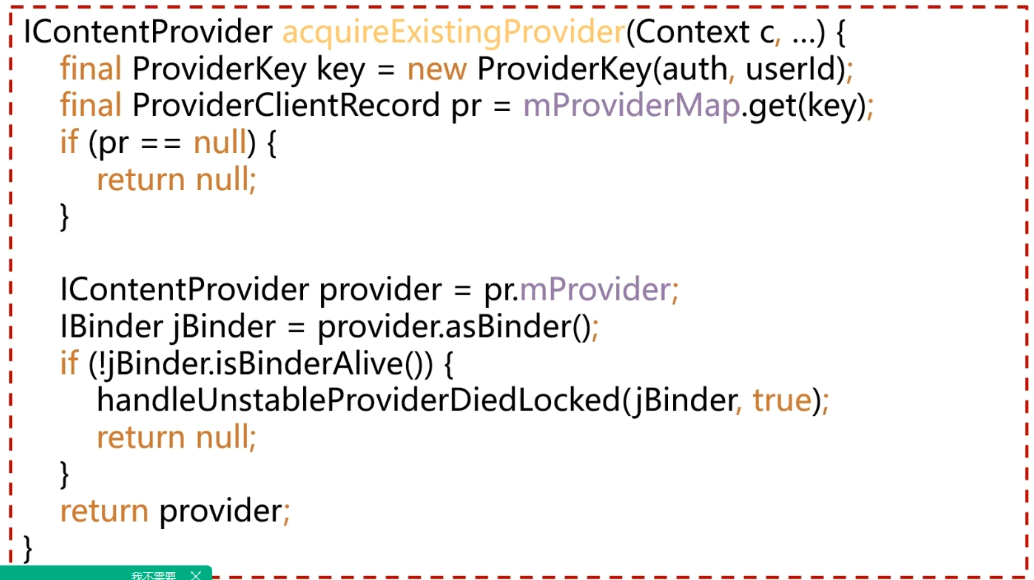 IContentProvider acquireExistingProvider(Context c, ...) {
final ProviderKey key = new ProviderKey(auth, userId);
final ProviderClientRecord pr = mProviderMap.get(key);
if (pr == null) {
return null;
}
IContentProvider provider = pr.mProvider;
IBinder jBinder = provider.asBinder();
if (!jBinder.isBinderAlive()) {
handleUnstableProviderDiedLocked(jBinder, true);
return null;
}
return provider;
}
我不需要